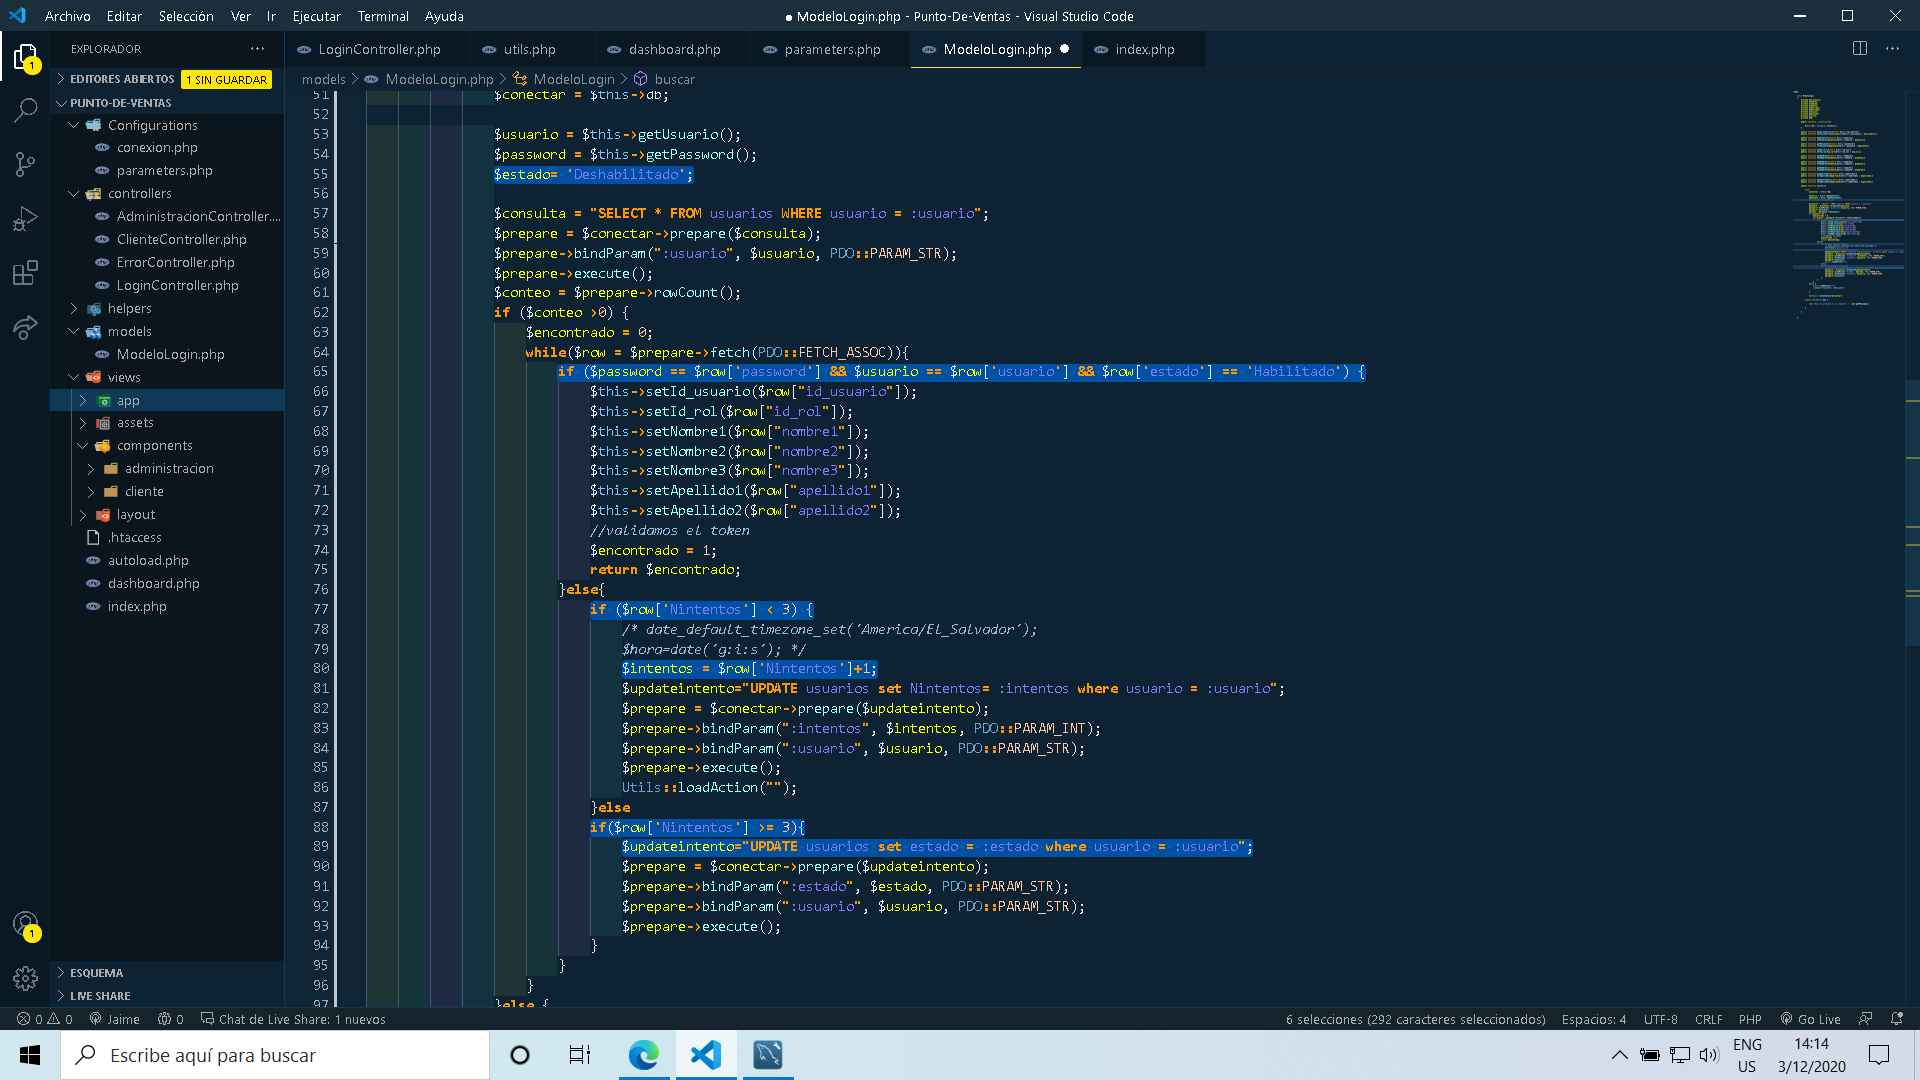 Archivo Editar Selección Ver Ir Ejecutar Terminal Ayuda
● ModeloLogin.php - Punto-De-Ventas - Visual Studio Code
EXPLORADOR
EDITORES ABIERTOS 1 SIN GUARDAR
PUNTO-DE-VENTAS
Configurations
conexion.php
parameters.php
controllers
AdministracionController....
ClienteController.php
ErrorController.php
LoginController.php
helpers
models
ModeloLogin.php
views
app
assets
components
administracion
cliente
layout
.htaccess
autoload.php
dashboard.php
index.php
ESQUEMA
LIVE SHARE
1
1
LoginController.php utils.php dashboard.php parameters.php ModeloLogin.php index.php
models > ModeloLogin.php > ModeloLogin > buscar
51 $conectar = $this->db;
52
53 $usuario = $this->getUsuario();
54 $password = $this->getPassword();
55 $estado= 'Deshabilitado';
56
57 $consulta = "SELECT * FROM usuarios WHERE usuario = :usuario";
58 $prepare = $conectar->prepare($consulta);
59 $prepare->bindParam(":usuario", $usuario, PDO::PARAM_STR);
60 $prepare->execute();
61 $conteo = $prepare->rowCount();
62 if ($conteo >0) {
63 $encontrado = 0;
64 while($row = $prepare->fetch(PDO::FETCH_ASSOC)){
65 if ($password == $row['password'] && $usuario == $row['usuario'] && $row['estado'] == 'Habilitado') {
66 $this->setId_usuario($row["id_usuario"]);
67 $this->setId_rol($row["id_rol"]);
68 $this->setNombre1($row["nombre1"]);
69 $this->setNombre2($row["nombre2"]);
70 $this->setNombre3($row["nombre3"]);
71 $this->setApellido1($row["apellido1"]);
72 $this->setApellido2($row["apellido2"]);
73 //validamos el token
74 $encontrado = 1;
75 return $encontrado;
76 }else{
77 if ($row['Nintentos'] < 3) {
78 /* date_default_timezone_set('America/El_Salvador');
79 $hora=date('g:i:s'); */
80 $intentos = $row['Nintentos']+1;
81 $updateintento="UPDATE usuarios set Nintentos= :intentos where usuario = :usuario";
82 $prepare = $conectar->prepare($updateintento);
83 $prepare->bindParam(":intentos", $intentos, PDO::PARAM_INT);
84 $prepare->bindParam(":usuario", $usuario, PDO::PARAM_STR);
85 $prepare->execute();
86 Utils::loadAction("");
87 }else
88 if($row['Nintentos'] >= 3){
89 $updateintento="UPDATE usuarios set estado = :estado where usuario = :usuario";
90 $prepare = $conectar->prepare($updateintento);
91 $prepare->bindParam(":estado", $estado, PDO::PARAM_STR);
92 $prepare->bindParam(":usuario", $usuario, PDO::PARAM_STR);
93 $prepare->execute();
94 }
95 }
96 }
97 }else {
0 0 Jaime 0 Chat de Live Share: 1 nuevos
6 selecciones (292 caracteres seleccionados) Espacios: 4 UTF-8 CRLF PHP Go Live
Escribe aquí para buscar
ENG
US
14:14
3/12/2020